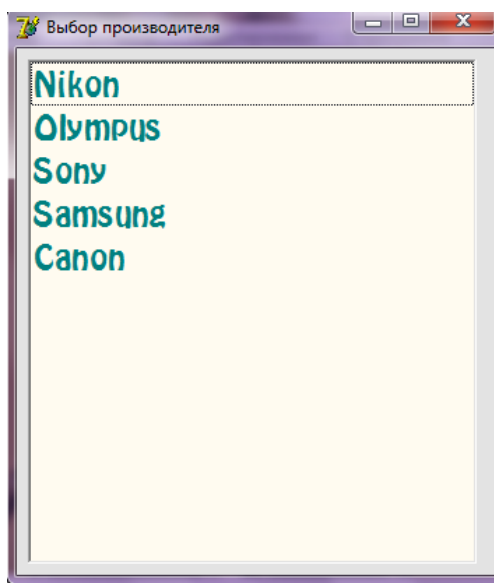 Выбор производителя
Nikon
Olympus
Sony
Samsung
Canon